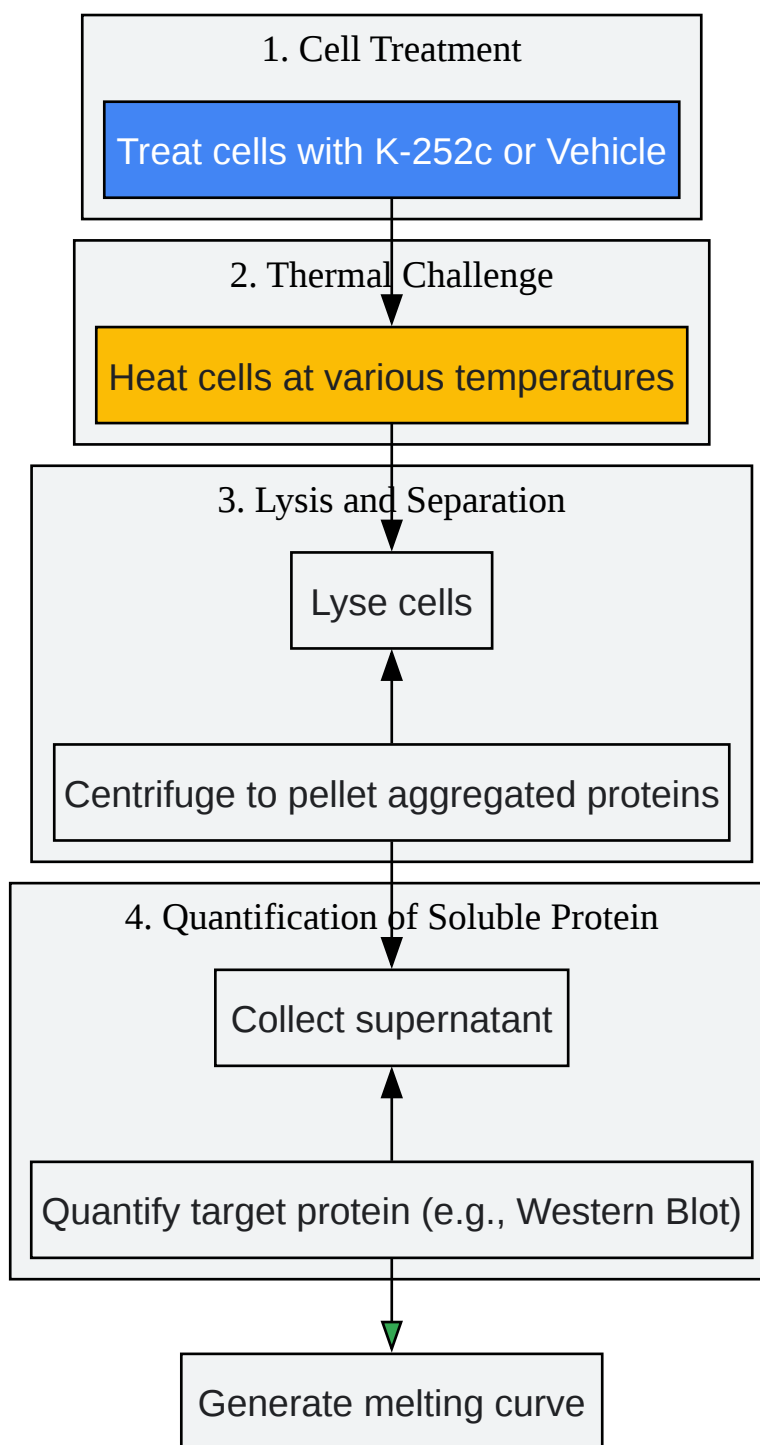 1. Cell Treatment
Treat cells with K-252c or Vehicle
2. Thermal Challenge
Heat cells at various temperatures
3. Lysis and Separation
Lyse cells
Centrifuge to pellet aggregated proteins
4. Quantification of Soluble Protein
Collect supernatant
Quantify target protein (e.g., Western Blot)
Generate melting curve